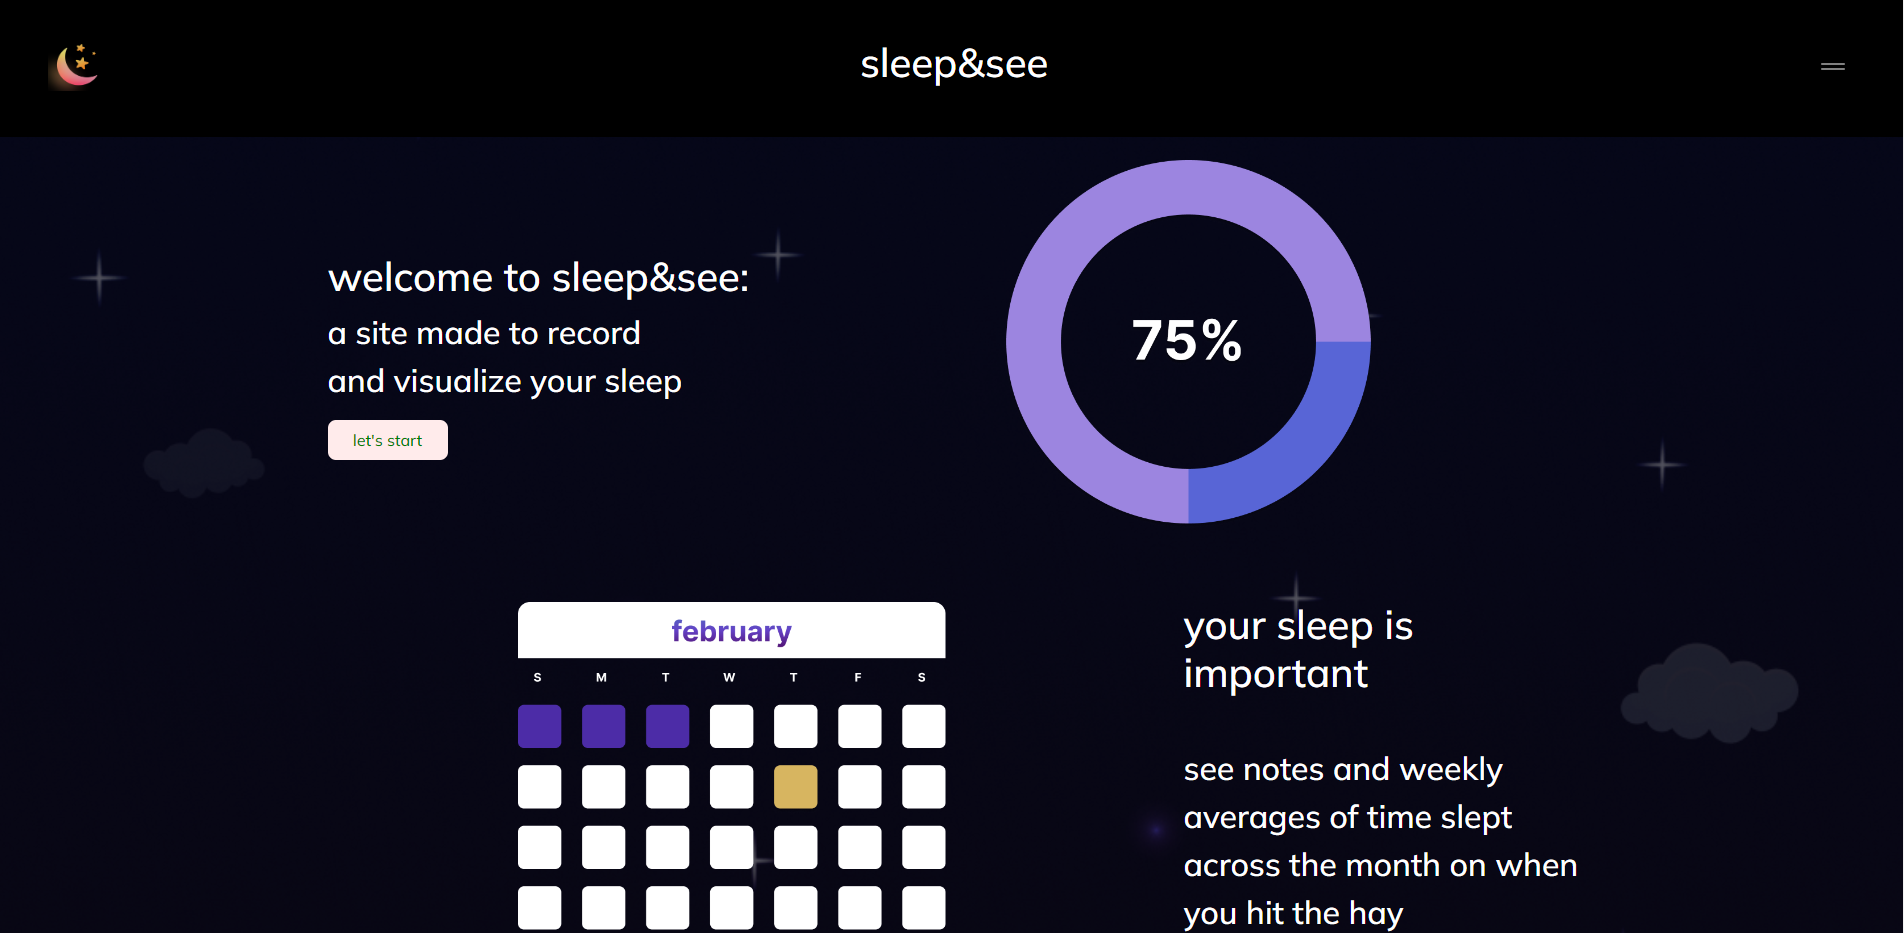 sleep&see
welcome to sleep&see:
a site made to record
and visualize your sleep
let's start
75%
february
S M T W T F S
your sleep is
important
see notes and weekly
averages of time slept
across the month on when
you hit the hay